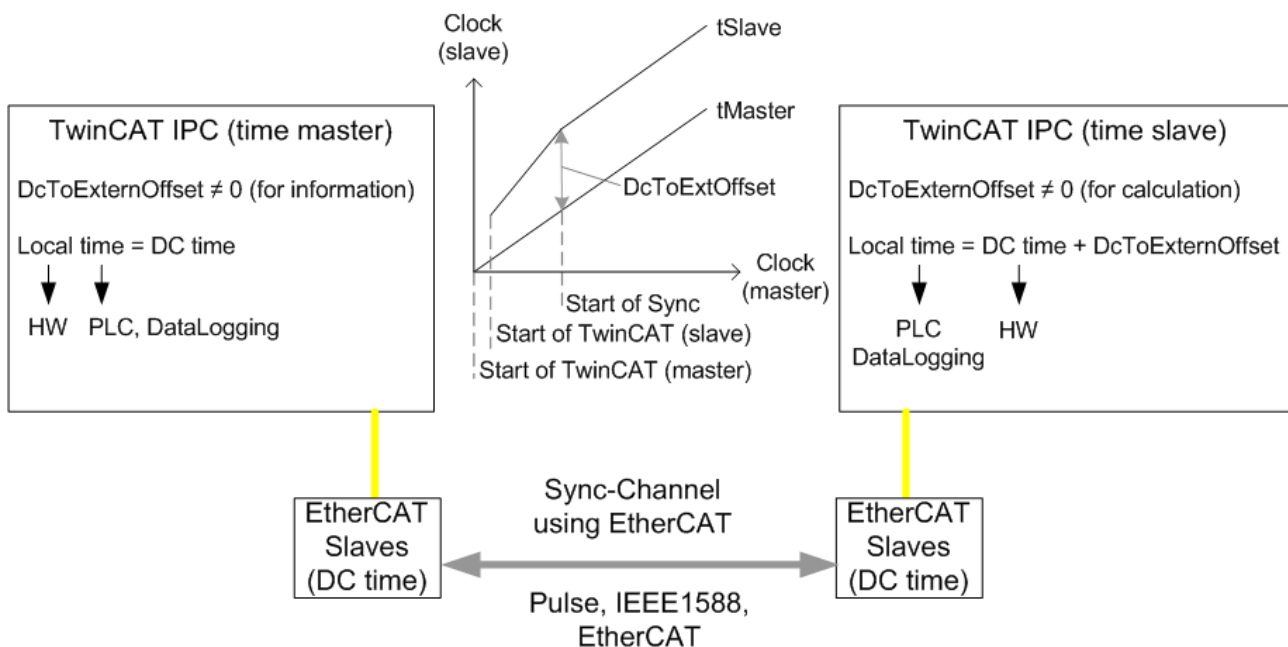 TwinCAT IPC (time master)
DcToExternOffset ≠ 0 (for information)
Local time = DC time
HW
PLC, DataLogging
Clock
(slave)
tSlave
tMaster
DcToExtOffset
Clock
(master)
Start of Sync
Start of TwinCAT (slave)
Start of TwinCAT (master)
TwinCAT IPC (time slave)
DcToExternOffset ≠ 0 (for calculation)
Local time = DC time + DcToExternOffset
PLC
DataLogging
HW
EtherCAT
Slaves
(DC time)
Sync-Channel
using EtherCAT
Pulse, IEEE1588,
EtherCAT
EtherCAT
Slaves
(DC time)